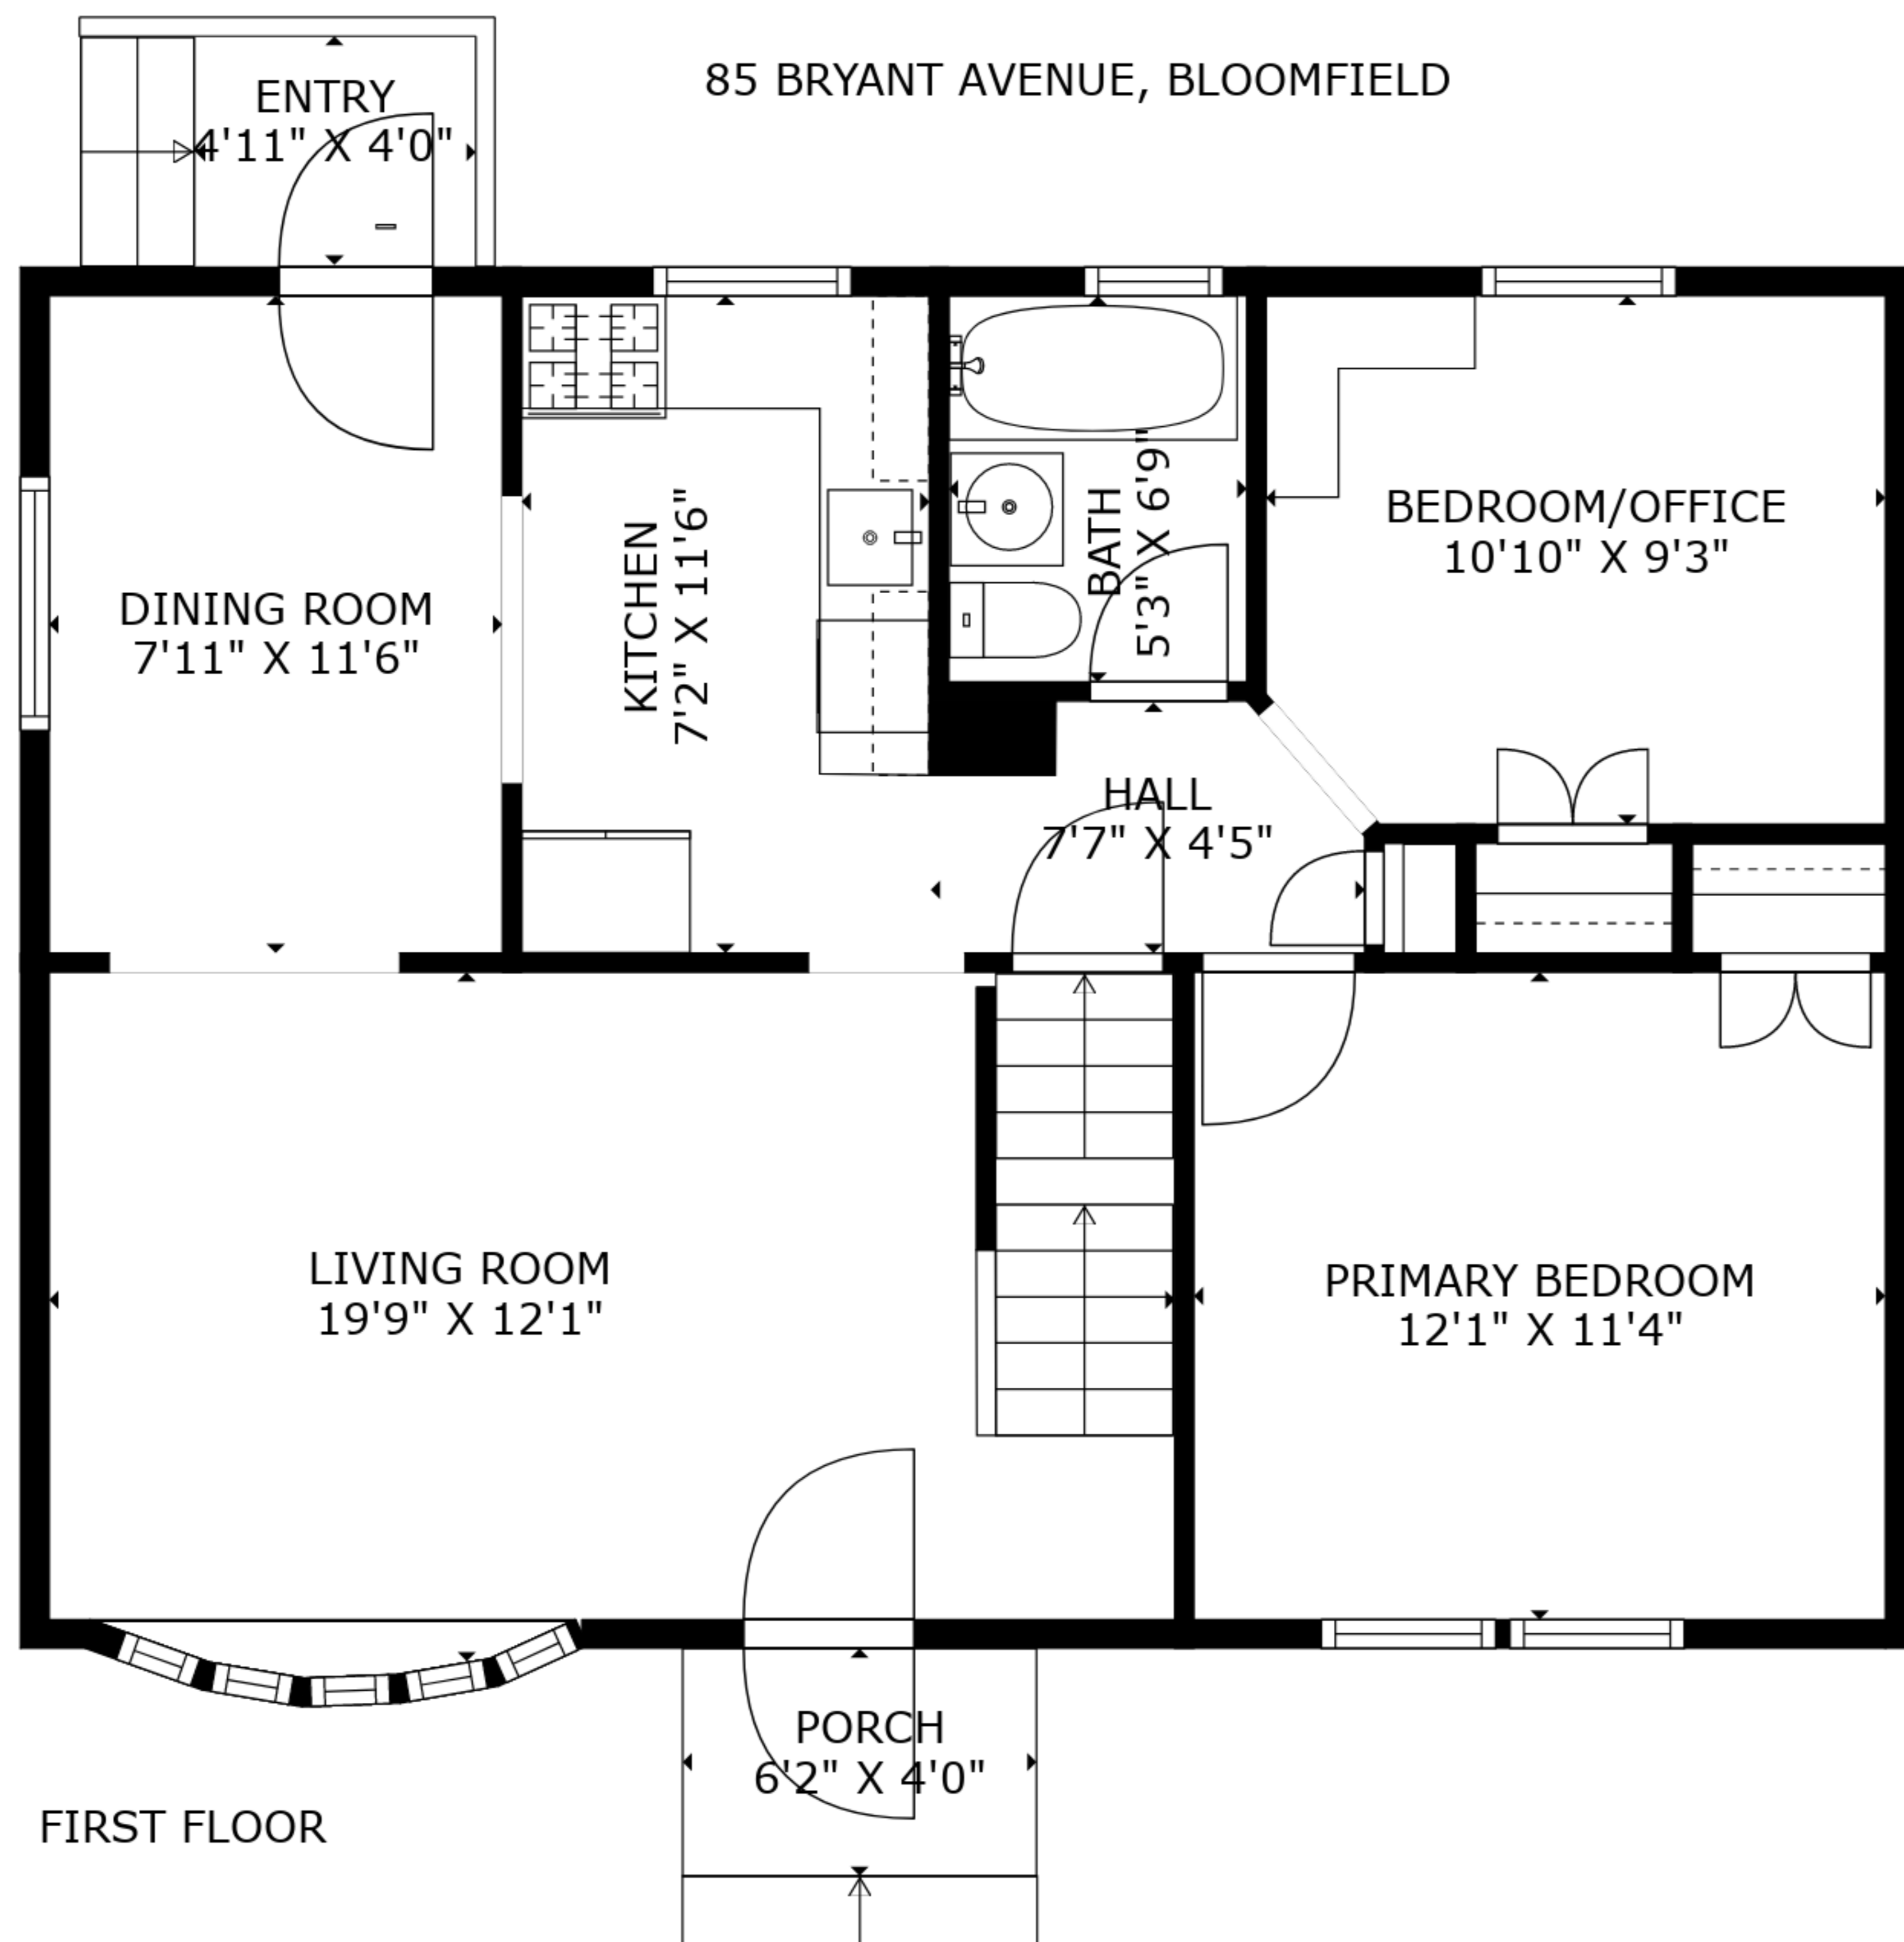 85 BRYANT AVENUE, BLOOMFIELD
ENTRY
4'11" X 4'0"
DINING ROOM
7'11" X 11'6"
KITCHEN
7'2" X 11'6"
BATH
5'3" X 6'9"
BEDROOM/OFFICE
10'10" X 9'3"
HALL
7'7" X 4'5"
LIVING ROOM
19'9" X 12'1"
PRIMARY BEDROOM
12'1" X 11'4"
PORCH
6'2" X 4'0"
FIRST FLOOR